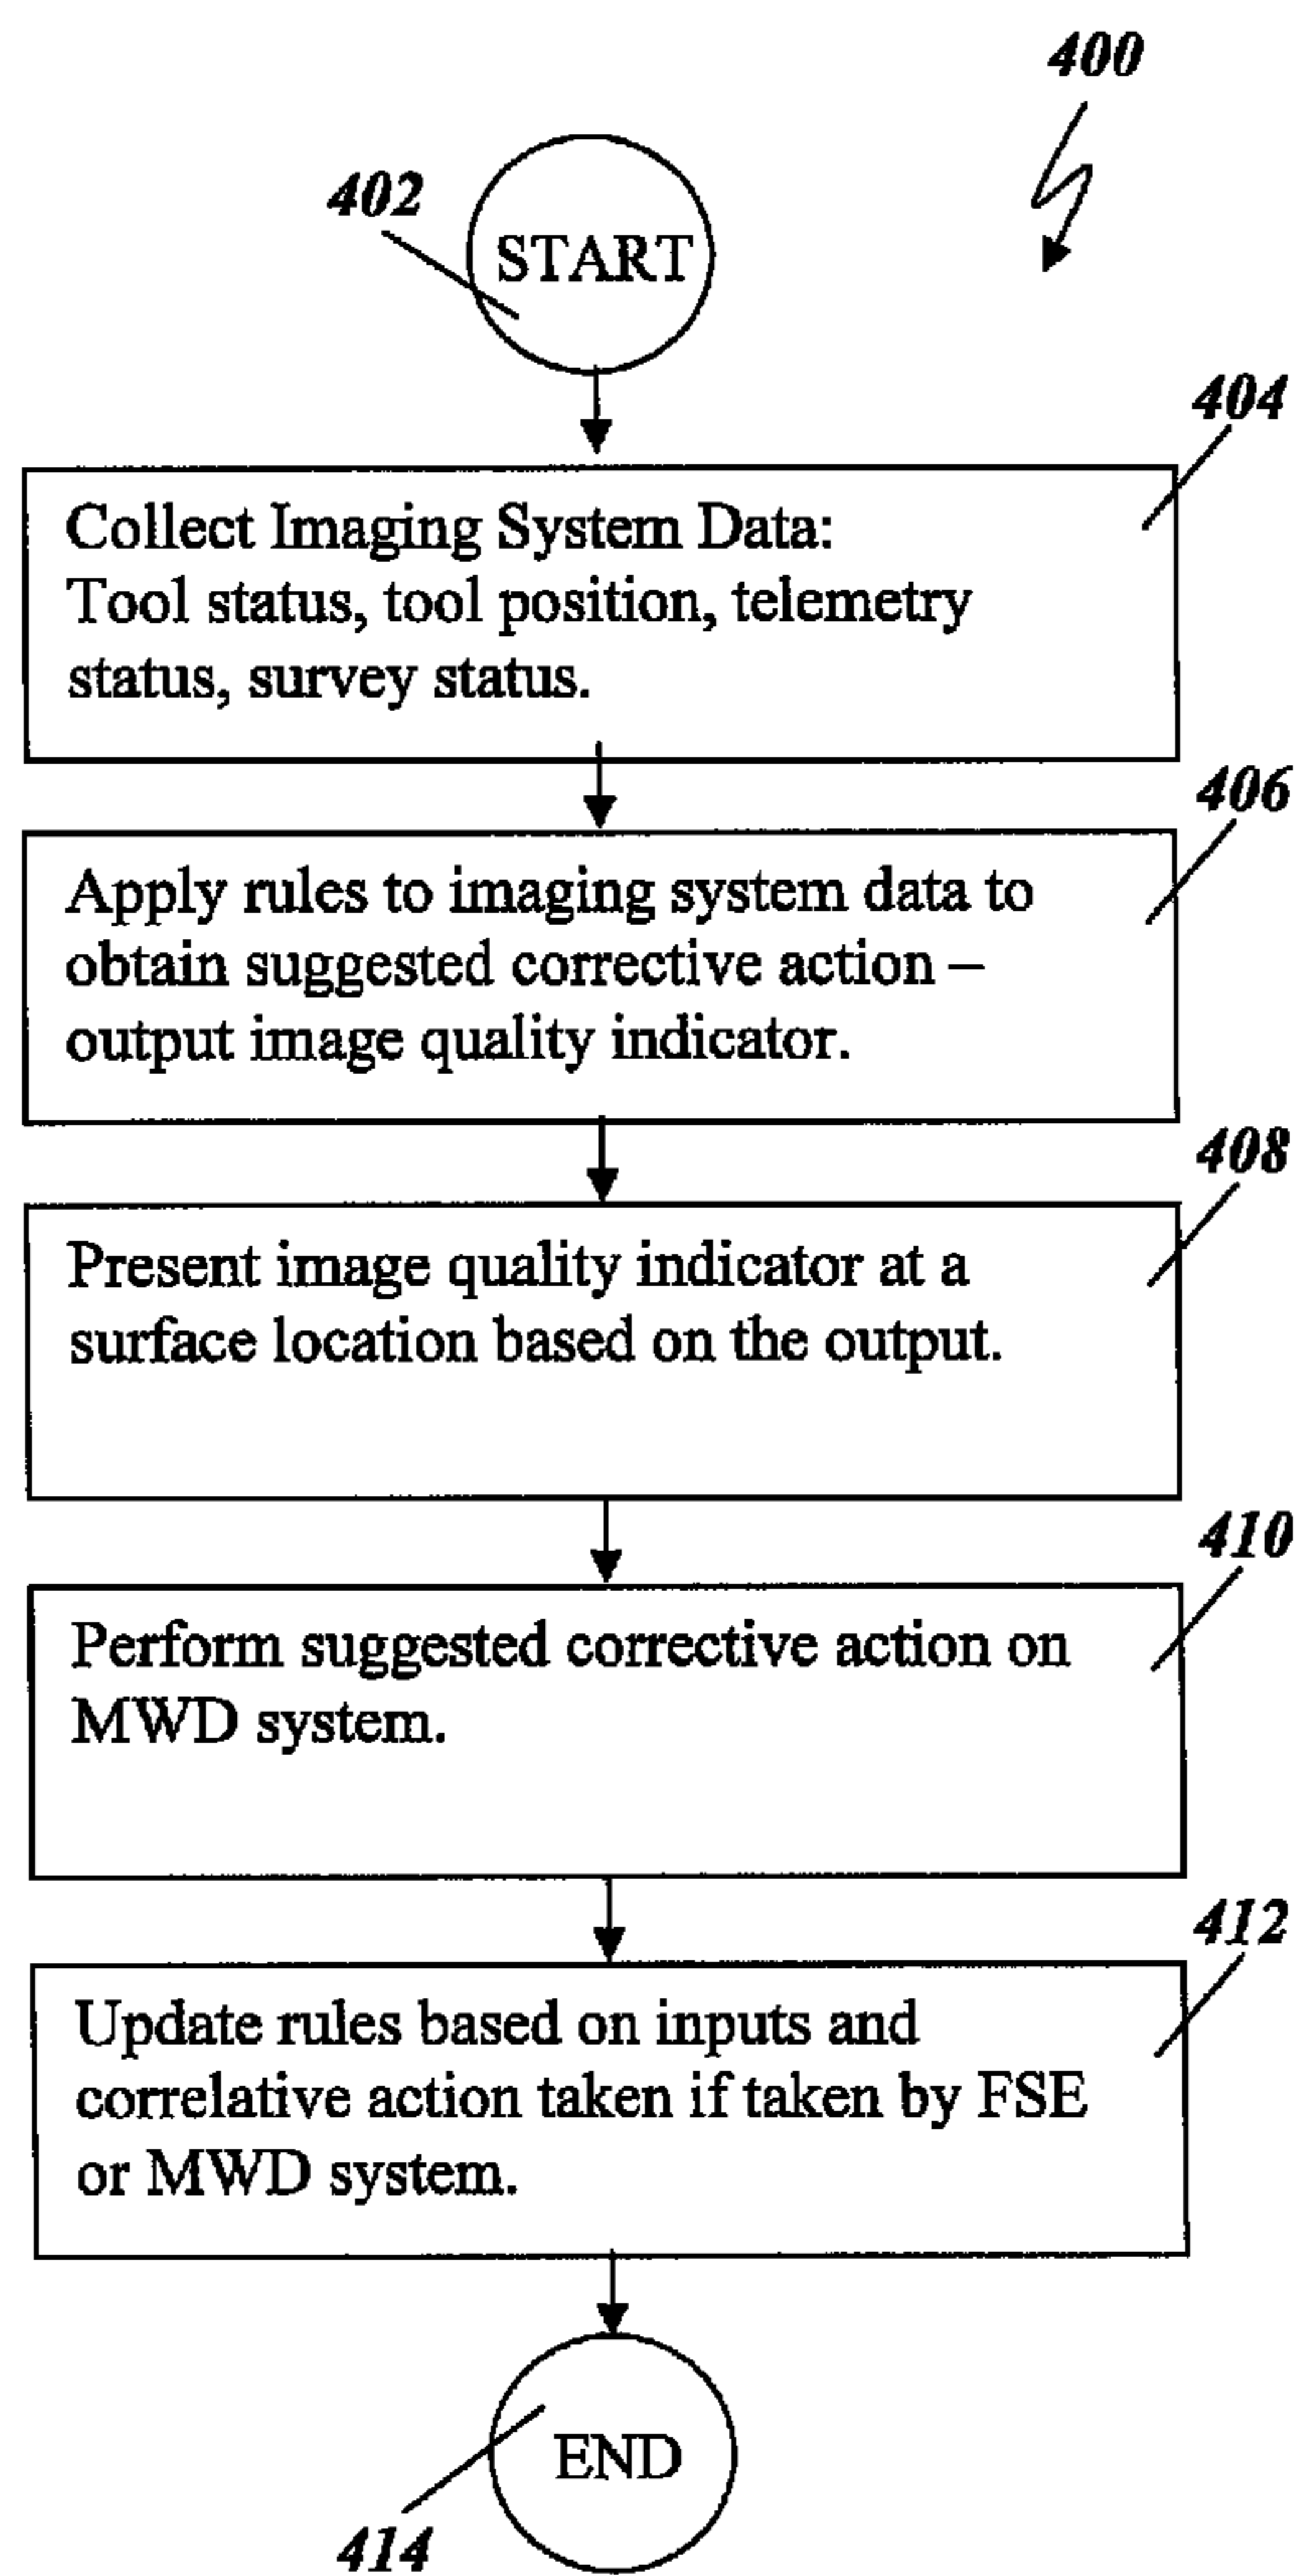 400
402
START
404
Collect Imaging System Data:
Tool status, tool position, telemetry
status, survey status.
406
Apply rules to imaging system data to
obtain suggested corrective action –
output image quality indicator.
408
Present image quality indicator at a
surface location based on the output.
410
Perform suggested corrective action on
MWD system.
412
Update rules based on inputs and
correlative action taken if taken by FSE
or MWD system.
END
414